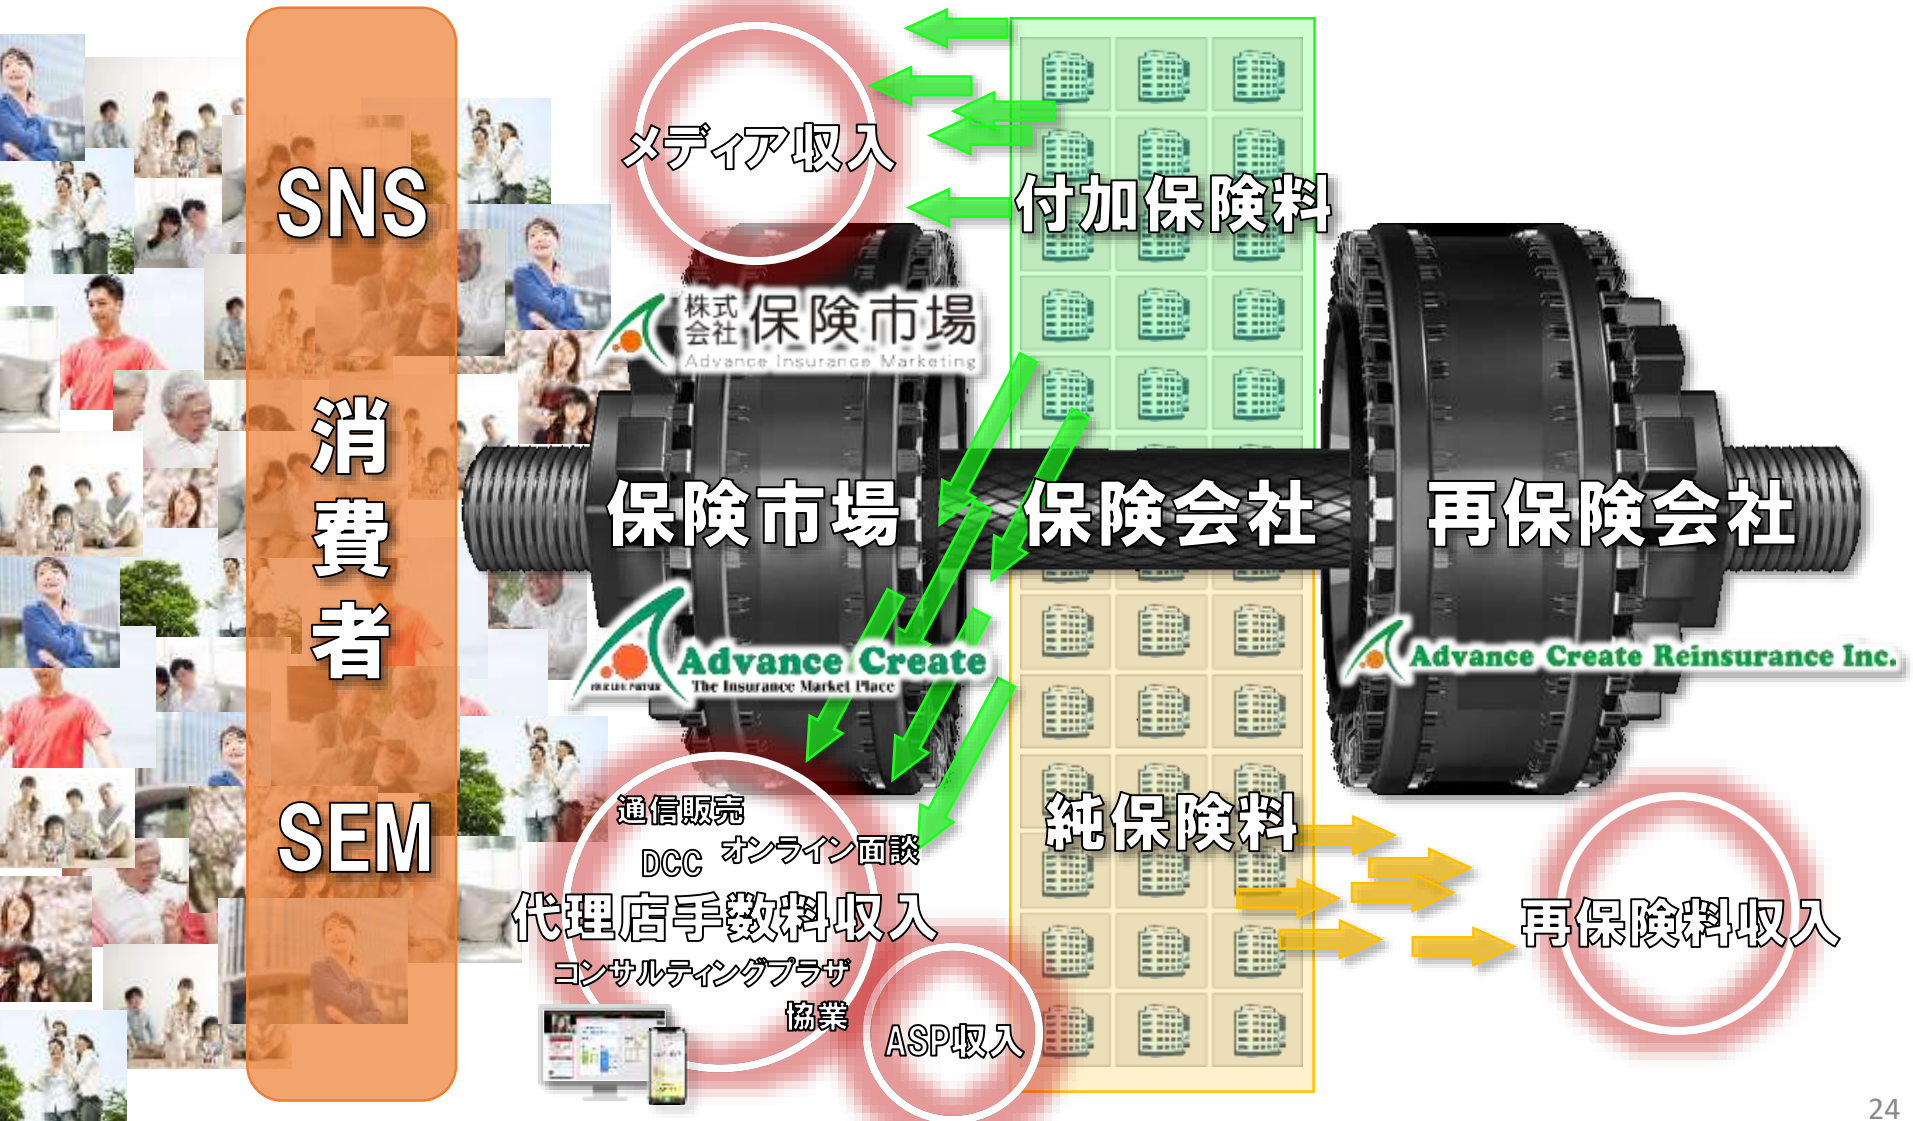 SNS
消費者
SEM
メディア収入
付加保険料
株式会社 保険市場
Advance Insurance Marketing
保険市場
保険会社
再保険会社
Advance Create
The Insurance Market Place
Advance Create Reinsurance Inc.
純保険料
通信販売
DCC
オンライン面談
代理店手数料収入
コンサルティングプラザ
協業
ASP収入
再保険料収入
24